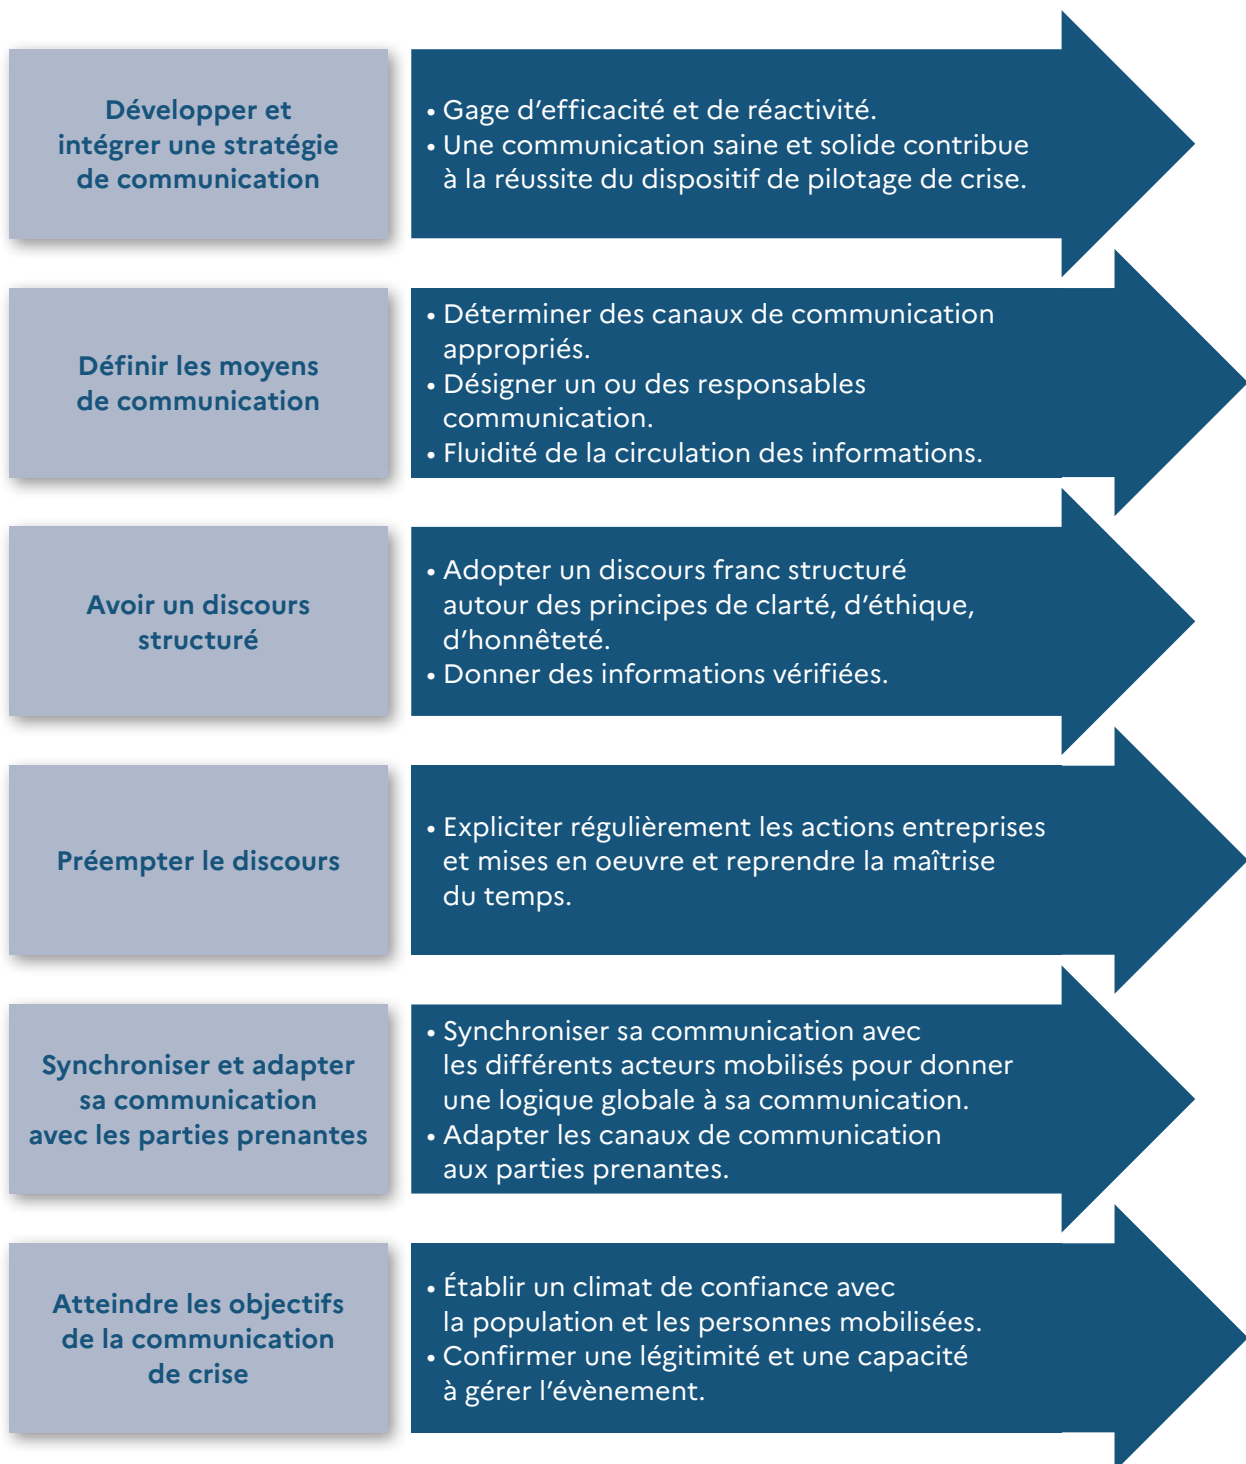 Développer et
intégrer une stratégie
de communication
• Gage d’efficacité et de réactivité.
• Une communication saine et solide contribue
à la réussite du dispositif de pilotage de crise.
Définir les moyens
de communication
• Déterminer des canaux de communication
appropriés.
• Désigner un ou des responsables
communication.
• Fluidité de la circulation des informations.
Avoir un discours
structuré
• Adopter un discours franc structuré
autour des principes de clarté, d’éthique,
d’honnêteté.
• Donner des informations vérifiées.
Préempter le discours
• Expliciter régulièrement les actions entreprises
et mises en oeuvre et reprendre la maîtrise
du temps.
Synchroniser et adapter
sa communication
avec les parties prenantes
• Synchroniser sa communication avec
les différents acteurs mobilisés pour donner
une logique globale à sa communication.
• Adapter les canaux de communication
aux parties prenantes.
Atteindre les objectifs
de la communication
de crise
• Établir un climat de confiance avec
la population et les personnes mobilisées.
• Confirmer une légitimité et une capacité
à gérer l’évènement.